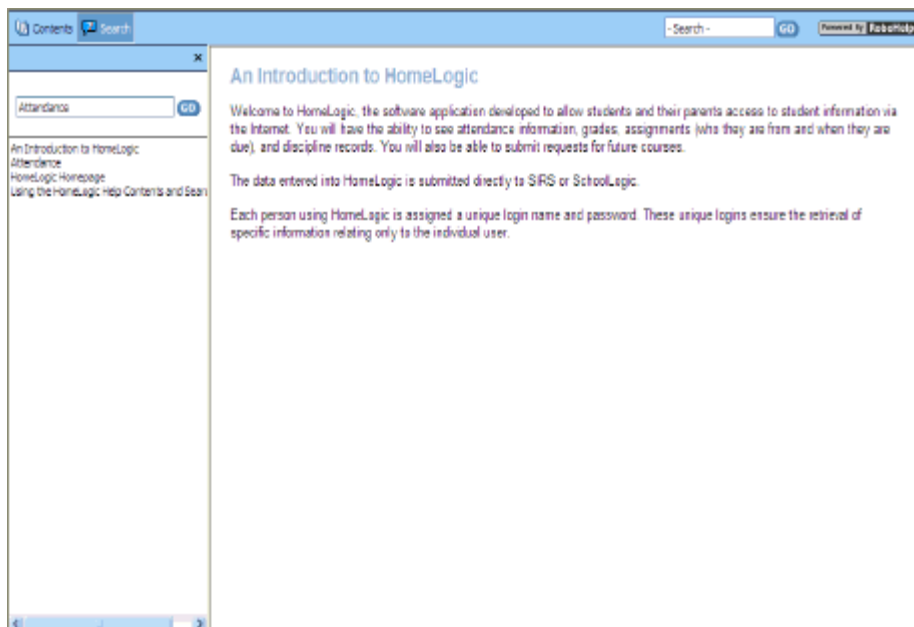 Contents Search
- Search -
GO
Powered By RoboHelp
×
Attendance
GO
An Introduction to HomeLogic
Attendance
HomeLogic Homepage
Using the HomeLogic Help Contents and Sear
An Introduction to HomeLogic
Welcome to HomeLogic, the software application developed to allow students and their parents access to student information via
the Internet. You will have the ability to see attendance information, grades, assignments (who they are from and when they are
due), and discipline records. You will also be able to submit requests for future courses.
The data entered into HomeLogic is submitted directly to SIRS or SchoolLogic.
Each person using HomeLogic is assigned a unique login name and password. These unique logins ensure the retrieval of
specific information relating only to the individual user.